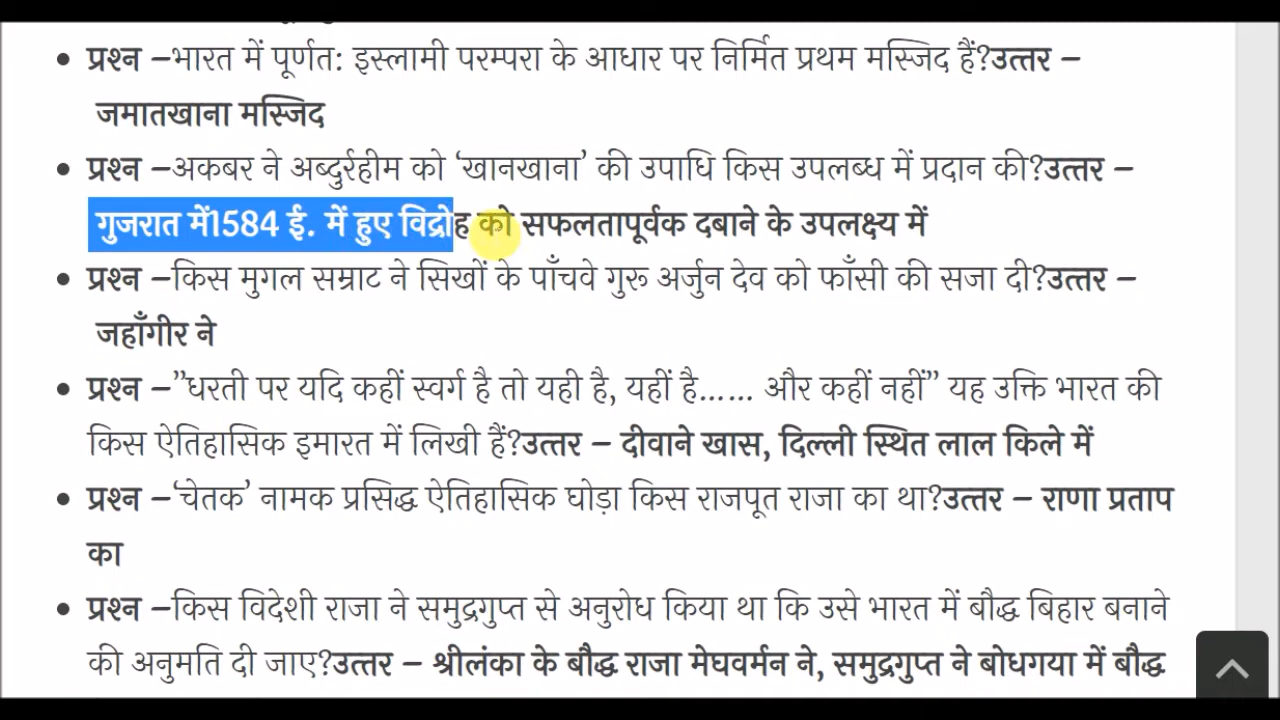 प्रश्न –भारत में पूर्णत: इस्लामी परम्परा के आधार पर निर्मित प्रथम मस्जिद हैं?उत्तर –
जमातखाना मस्जिद
प्रश्न –अकबर ने अब्दुर्रहीम को ‘खानखाना’ की उपाधि किस उपलब्ध में प्रदान की?उत्तर –
गुजरात में1584 ई. में हुए विद्रोह को सफलतापूर्वक दबाने के उपलक्ष्य में
प्रश्न –किस मुगल सम्राट ने सिखों के पाँचवे गुरू अर्जुन देव को फाँसी की सजा दी?उत्तर –
जहाँगीर ने
प्रश्न –”धरती पर यदि कहीं स्वर्ग है तो यही है, यहीं है…… और कहीं नहीं” यह उक्ति भारत की
किस ऐतिहासिक इमारत में लिखी हैं?उत्तर – दीवाने खास, दिल्ली स्थित लाल किले में
प्रश्न –‘चेतक’ नामक प्रसिद्ध ऐतिहासिक घोड़ा किस राजपूत राजा का था?उत्तर – राणा प्रताप
का
प्रश्न –किस विदेशी राजा ने समुद्रगुप्त से अनुरोध किया था कि उसे भारत में बौद्ध बिहार बनाने
की अनुमति दी जाए?उत्तर – श्रीलंका के बौद्ध राजा मेघवर्मन ने, समुद्रगुप्त ने बोधगया में बौद्ध